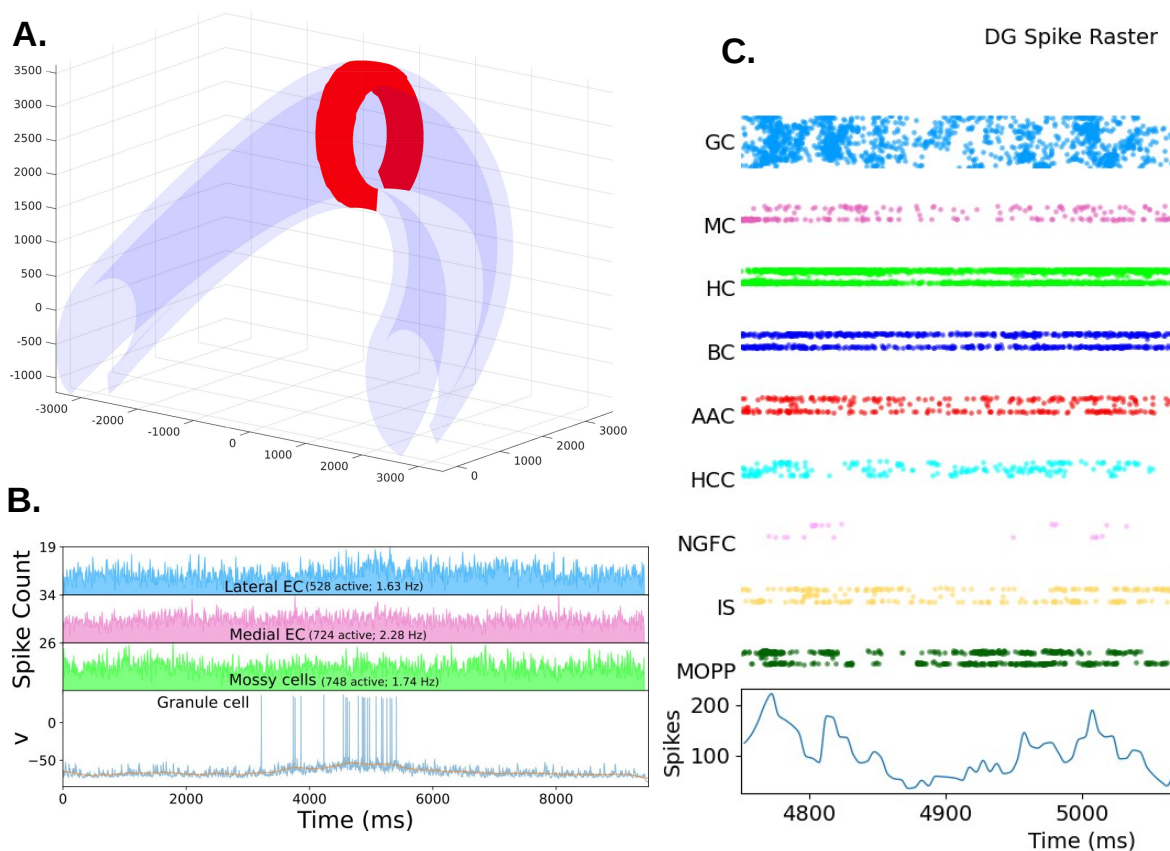 A.
3500
3000
2500
2000
1500
1000
500
0
-500
-1000
-3000
-2000
-1000
0
1000
2000
3000
0
1000
2000
3000
B.
Spike Count
19
Lateral EC (528 active; 1.63 Hz)
34
Medial EC (724 active; 2.28 Hz)
26
Mossy cells (748 active; 1.74 Hz)
Granule cell
v
0
−50
0
2000
4000
6000
8000
Time (ms)
C.
DG Spike Raster
GC
MC
HC
BC
AAC
HCC
NGFC
IS
MOPP
Spikes
200
100
4800
4900
5000
Time (ms)